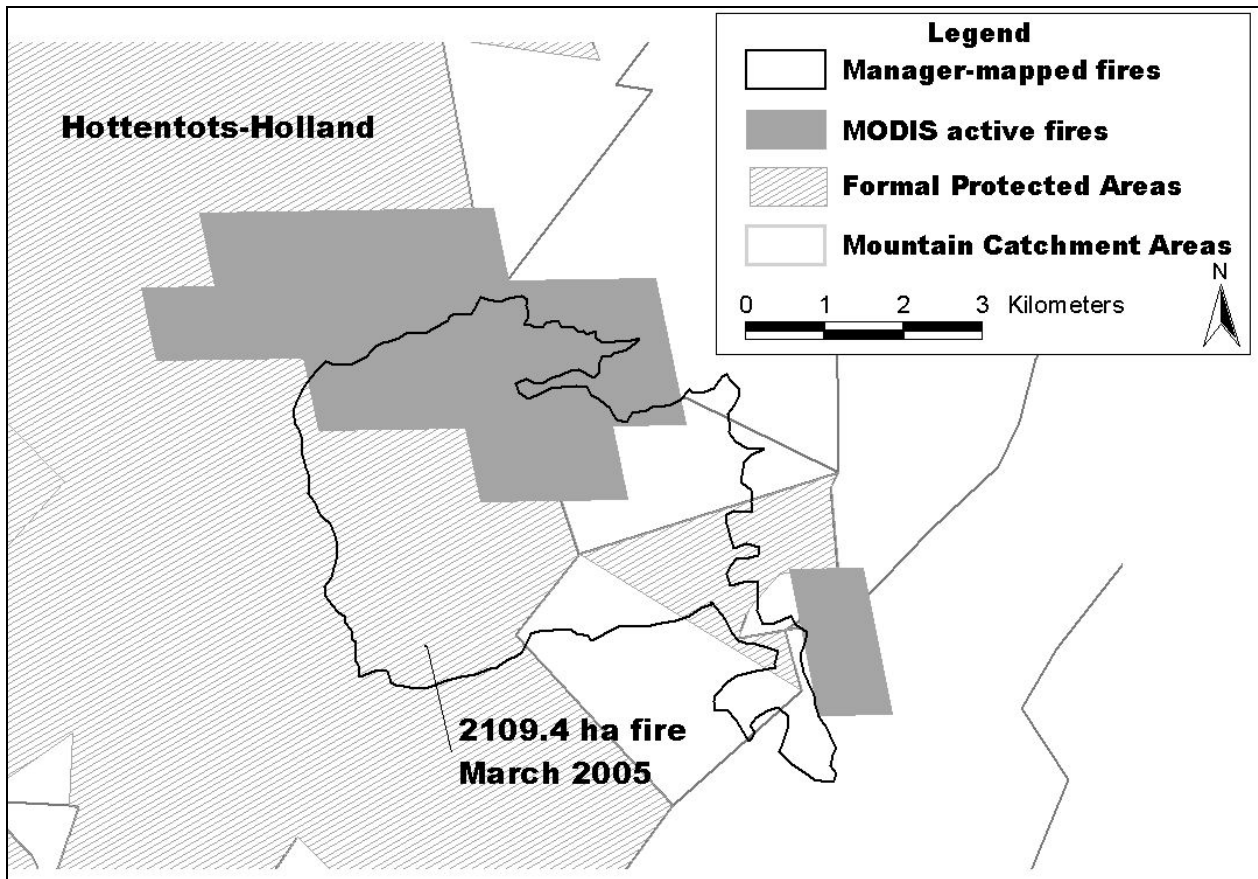 Legend
Manager-mapped fires
MODIS active fires
Formal Protected Areas
Mountain Catchment Areas
N
0 1 2 3 Kilometers
Hottentots-Holland
2109.4 ha fire
March 2005